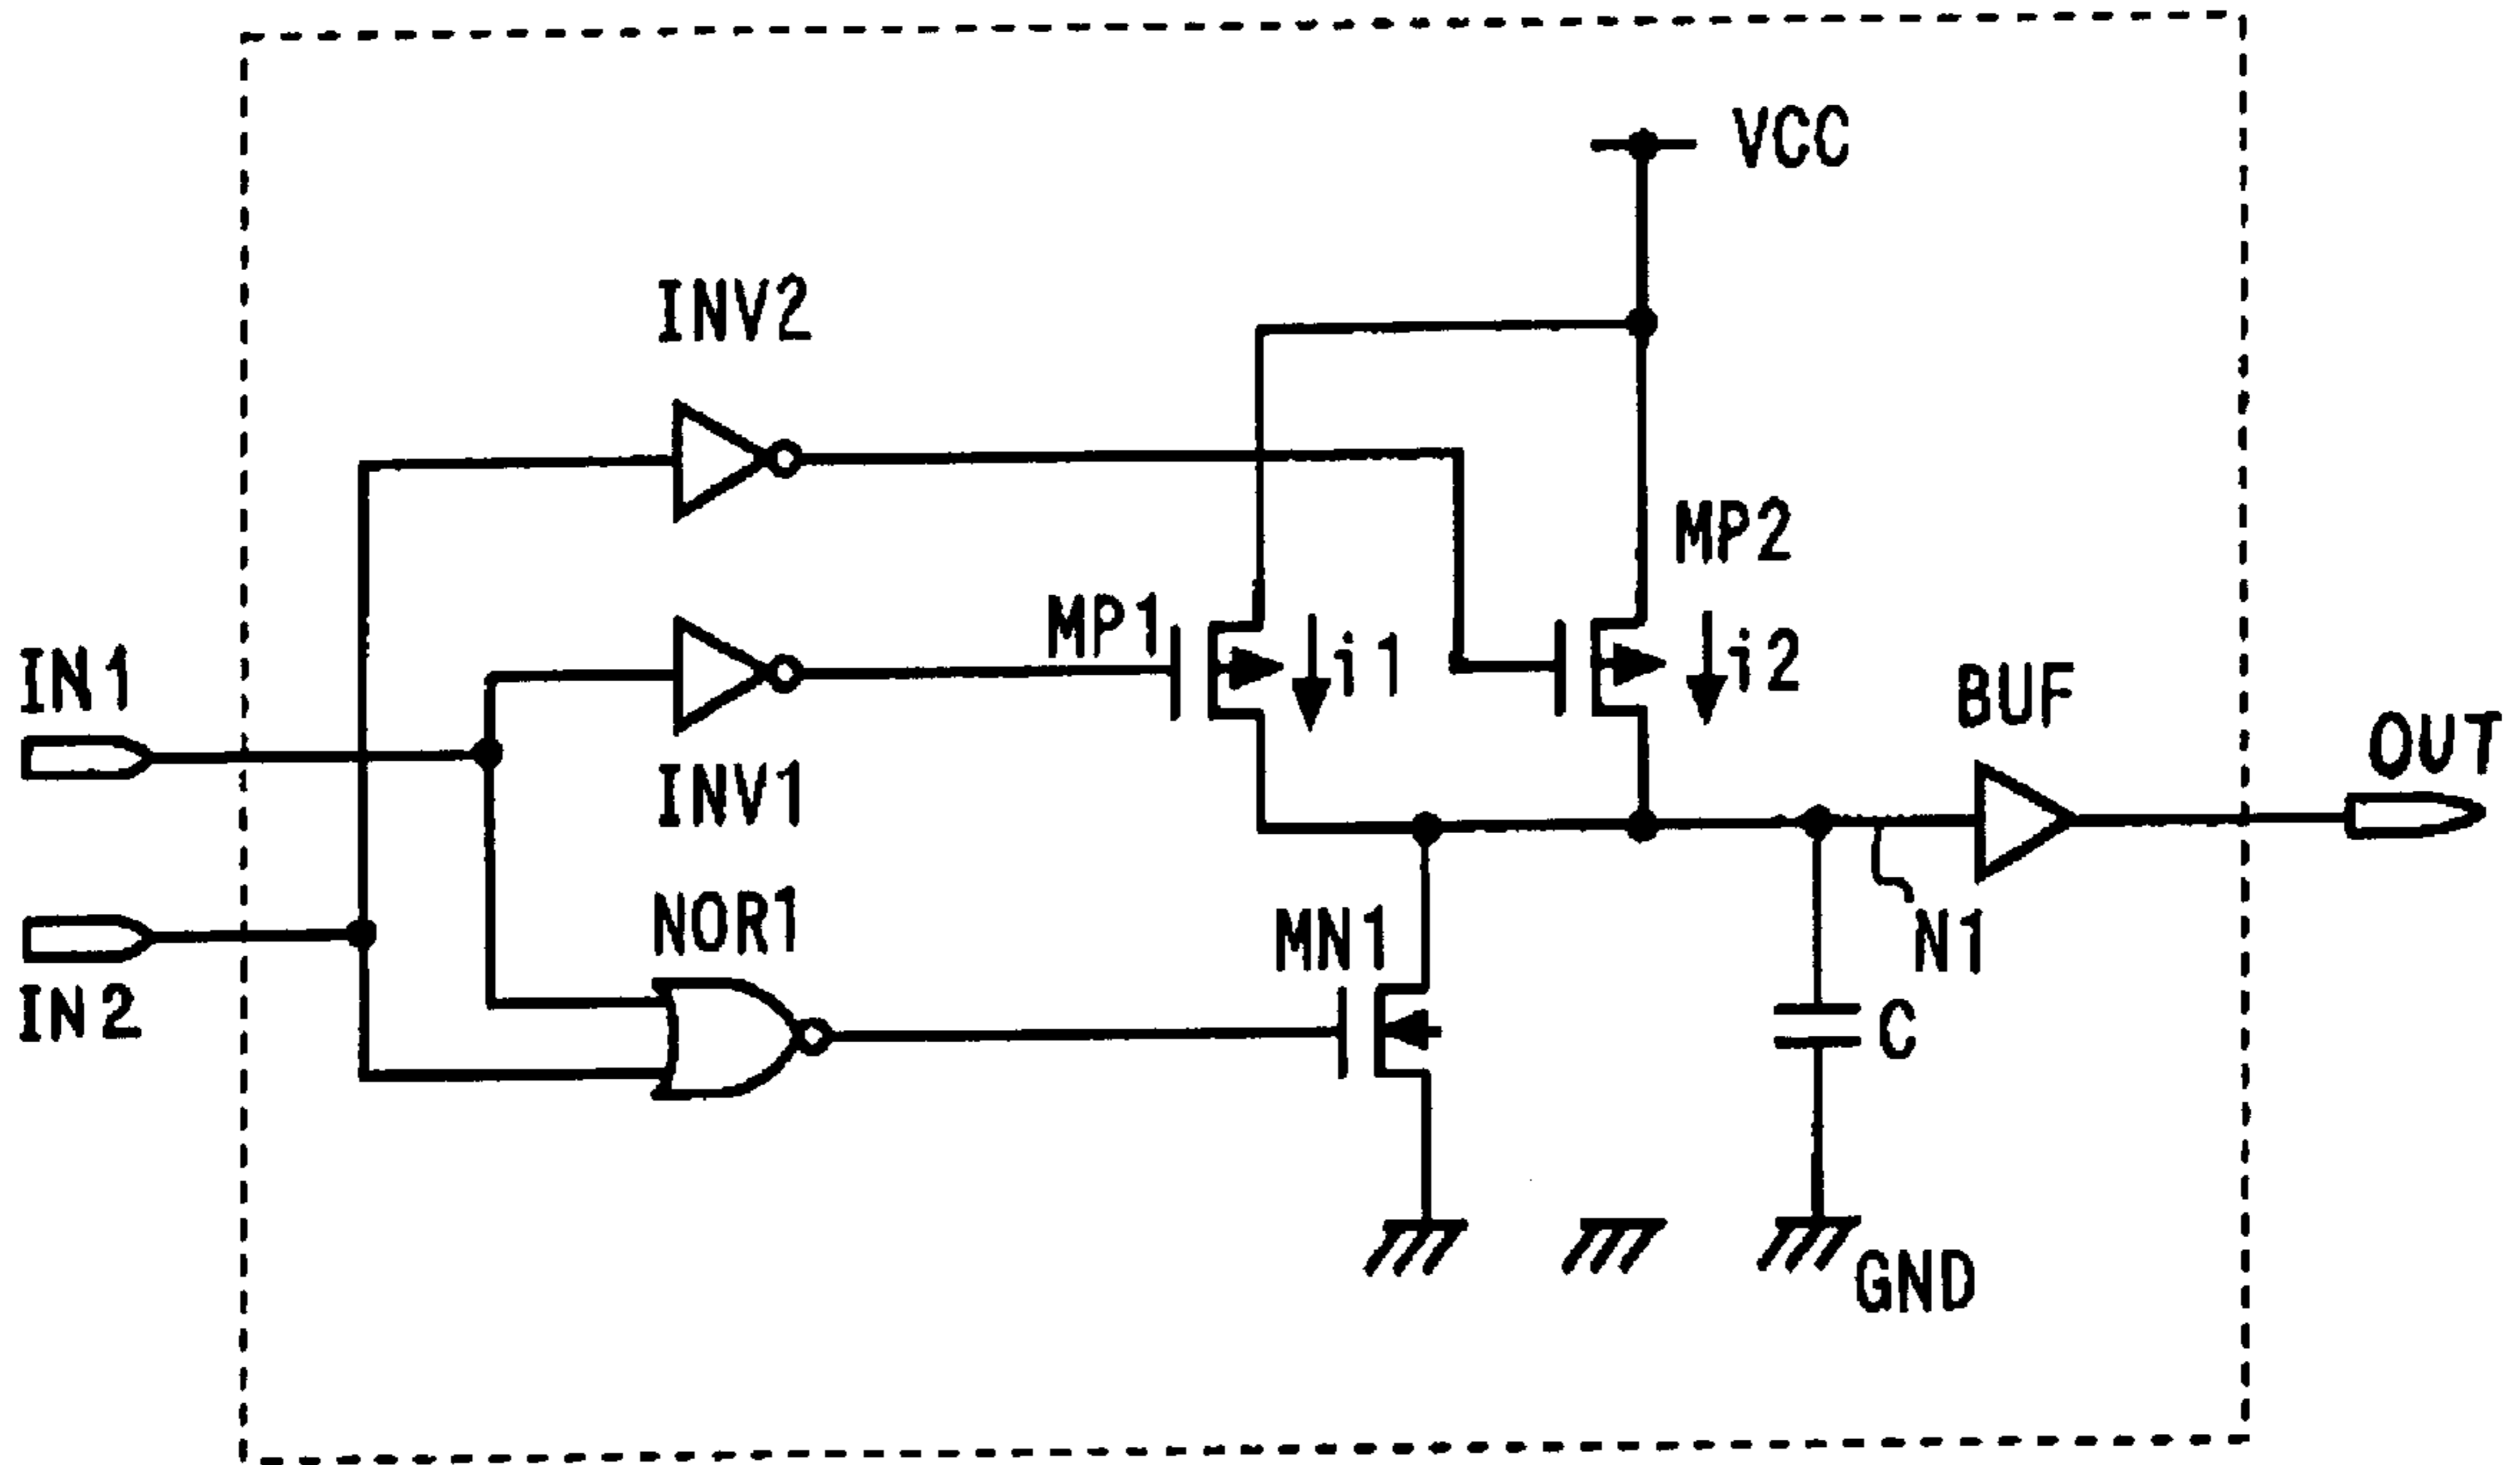 VCC
INV2
MP2
MP1
i1
i2
IN1
BUF
OUT
INV1
NOR1
MN1
N1
IN2
C
GND